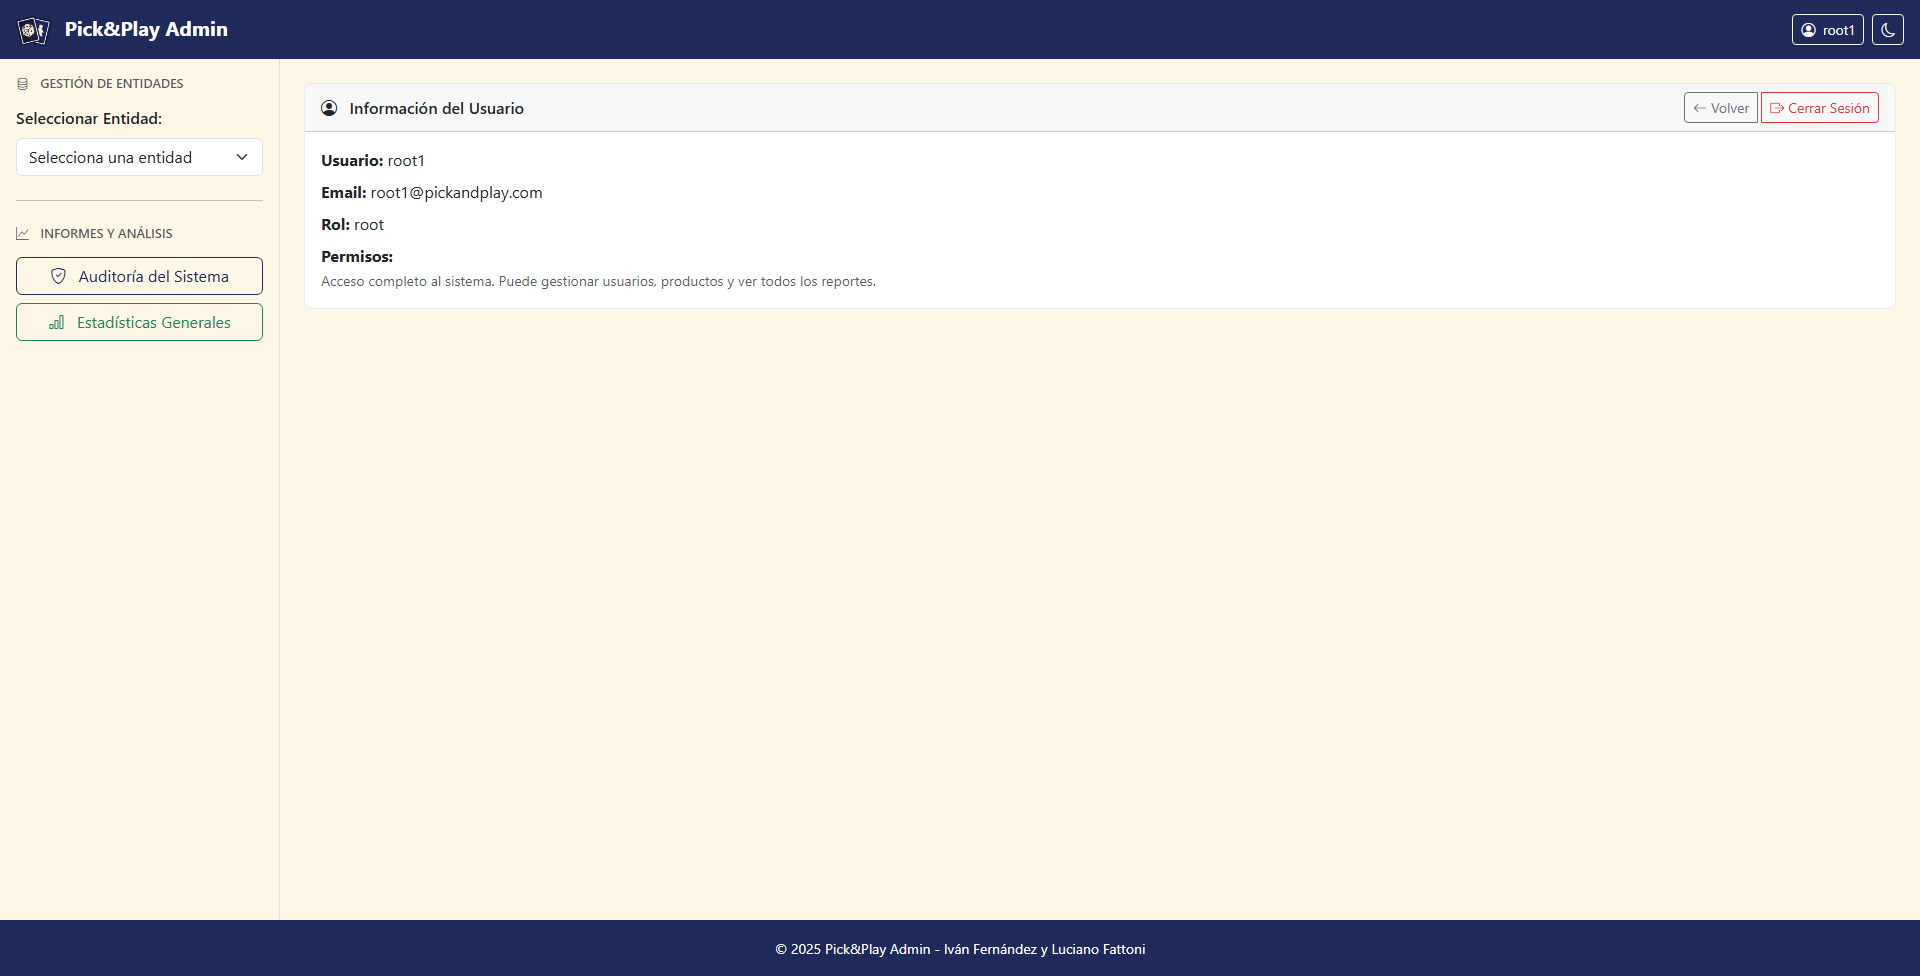 Pick&Play Admin
root1
GESTIÓN DE ENTIDADES
Seleccionar Entidad:
Selecciona una entidad
INFORMES Y ANÁLISIS
Auditoría del Sistema
Estadísticas Generales
Información del Usuario
Volver
Cerrar Sesión
Usuario: root1
Email: root1@pickandplay.com
Rol: root
Permisos:
Acceso completo al sistema. Puede gestionar usuarios, productos y ver todos los reportes.
© 2025 Pick&Play Admin - Iván Fernández y Luciano Fattoni